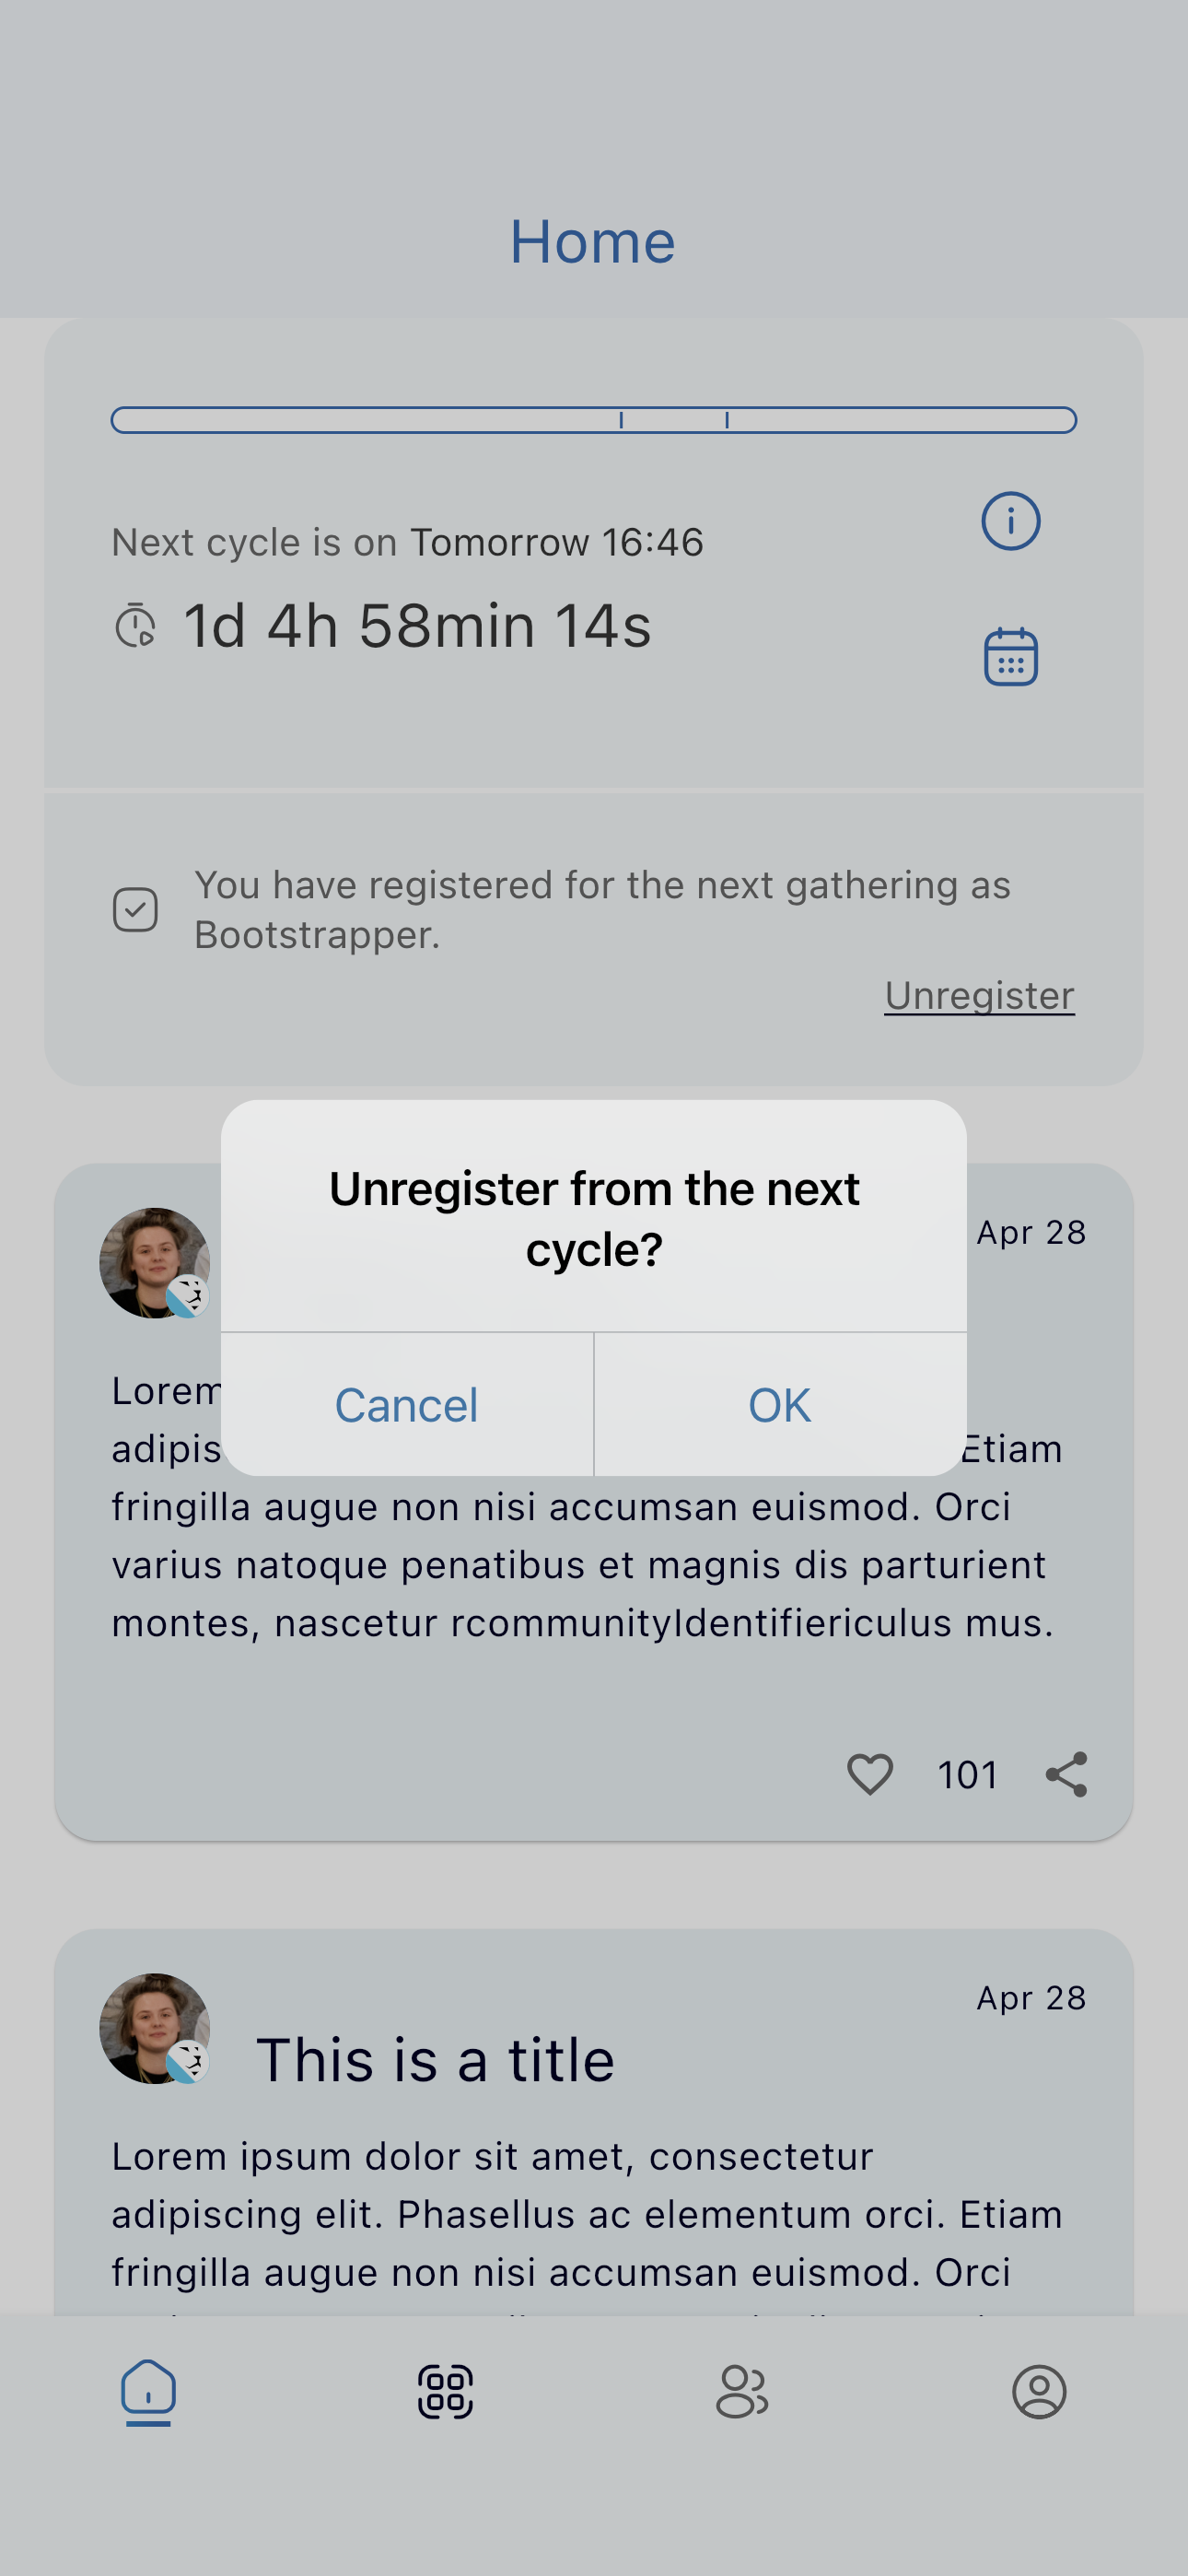 Home
Next cycle is on Tomorrow 16:46
1d 4h 58min 14s
You have registered for the next gathering as
Bootstrapper.
Unregister
Unregister from the next
cycle?
Cancel
OK
Apr 28
Lorem
adipis
Etiam
fringilla augue non nisi accumsan euismod. Orci
varius natoque penatibus et magnis dis parturient
montes, nascetur rcommunityIdentifiericulus mus.
101
Apr 28
This is a title
Lorem ipsum dolor sit amet, consectetur
adipiscing elit. Phasellus ac elementum orci. Etiam
fringilla augue non nisi accumsan euismod. Orci